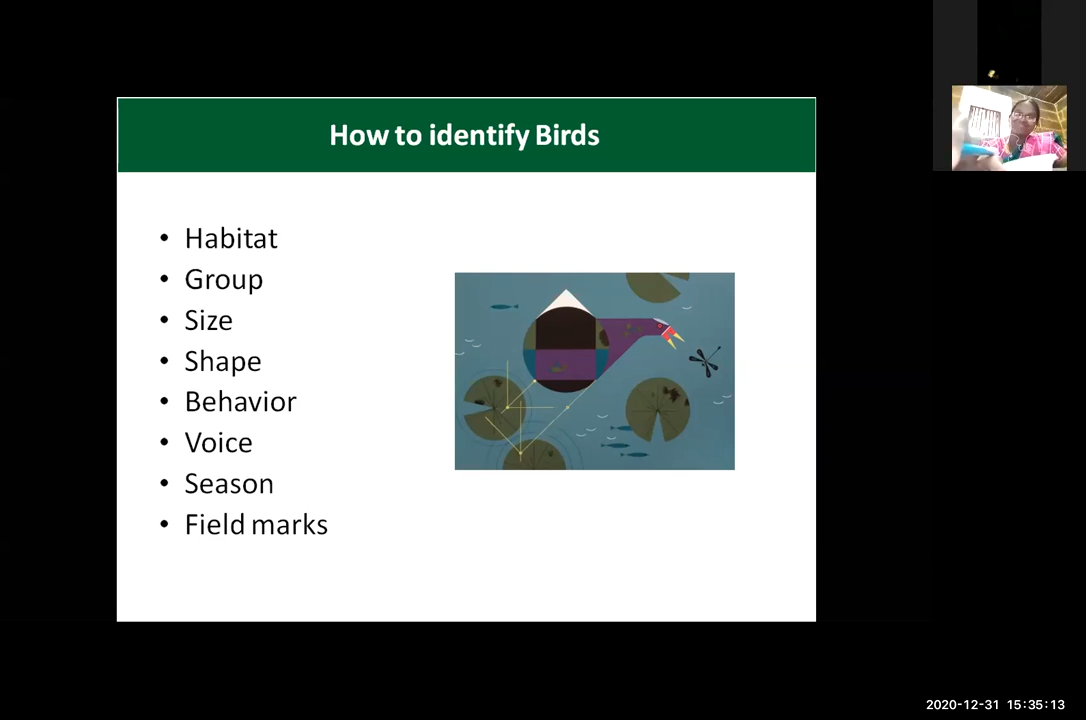 How to identify Birds
• Habitat
• Group
• Size
• Shape
• Behavior
• Voice
• Season
• Field marks
2020-12-31 15:35:13